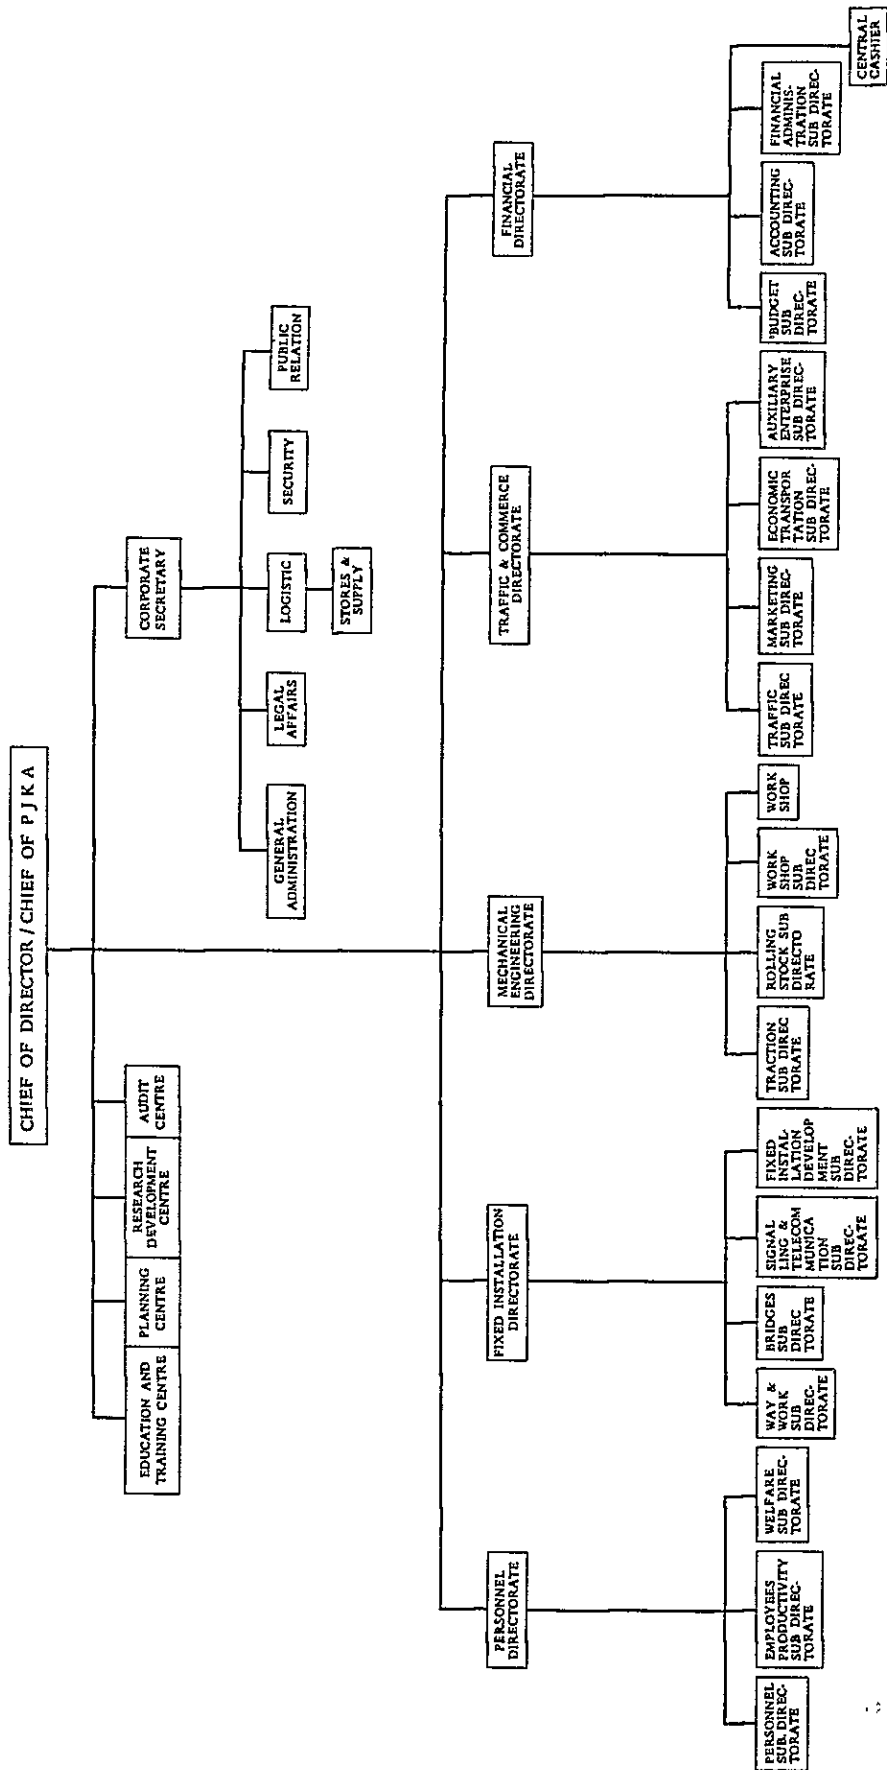 CHIEF OF DIRECTOR / CHIEF OF P J K A
EDUCATION AND
TRAINING CENTRE
PLANNING
CENTRE
RESEARCH
DEVELOPMENT
CENTRE
AUDIT
CENTRE
CORPORATE
SECRETARY
GENERAL
ADMINISTRATION
LEGAL
AFFAIRS
LOGISTIC
SECURITY
PUBLIC
RELATION
STORES &
SUPPLY
PERSONNEL
DIRECTORATE
FIXED INSTALLATION
DIRECTORATE
MECHANICAL
ENGINEERING
DIRECTORATE
TRAFFIC & COMMERCE
DIRECTORATE
FINANCIAL
DIRECTORATE
PERSONNEL
SUB. DIREC-
TORATE
EMPLOYEES
PRODUCTIVITY
SUB DIREC-
TORATE
WELFARE
SUB DIREC-
TORATE
WAY &
WORK
SUB
DIREC-
TORATE
BRIDGES
SUB
DIREC
TORATE
SIGNAL
LING &
TELECOM
MUNICA
TION
SUB
DIREC-
TORATE
FIXED
INSTAL-
LATION
DEVELOP
MENT
SUB
DIREC-
TORATE
TRACTION
SUB DIREC
TORATE
ROLLING
STOCK SUB
DIRECTO
RATE
WORK
SHOP
SUB
DIREC
TORATE
WORK
SHOP
TRAFFIC
SUB DIREC
TORATE
MARKETING
SUB DIREC-
TORATE
ECONOMIC
TRANSPOR
TATION
SUB DIREC-
TORATE
AUXILIARY
ENTERPRISE
SUB DIREC-
TORATE
BUDGET
SUB
DIREC-
TORATE
ACCOUNTING
SUB DIREC-
TORATE
FINANCIAL
ADMINIS-
TRATION
SUB DIREC-
TORATE
CENTRAL
CASHIER